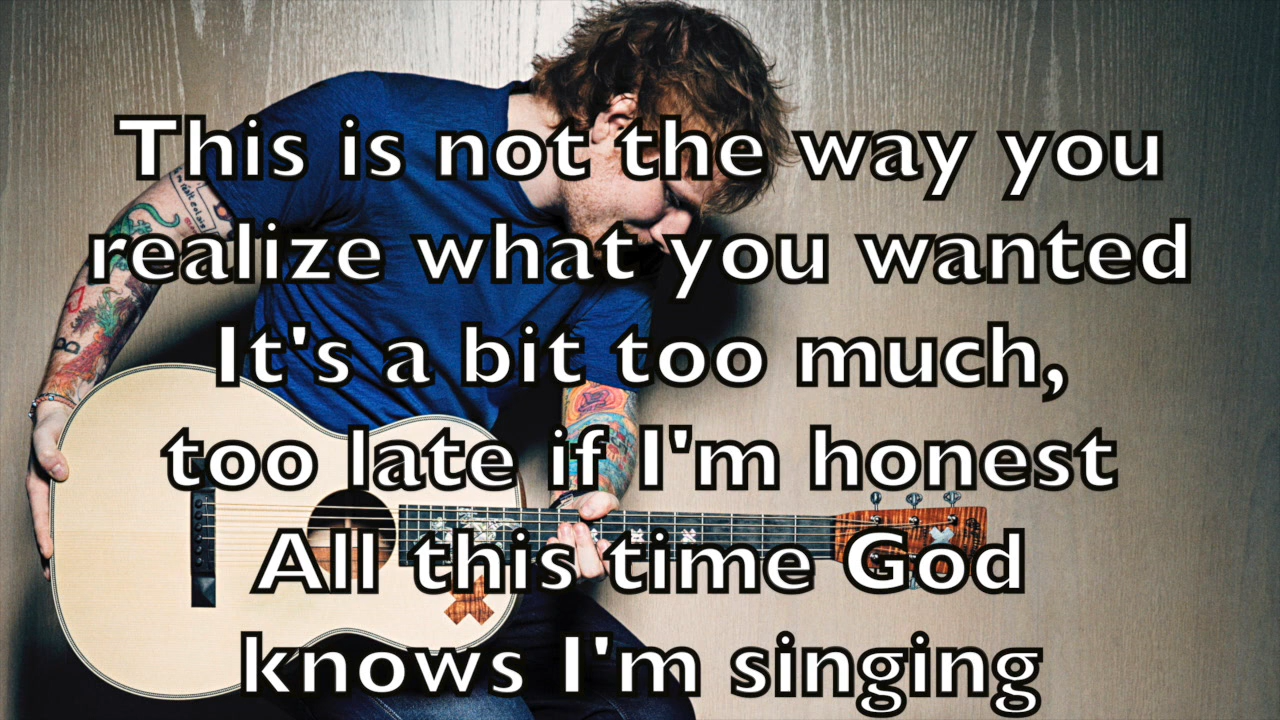 This is not the way you
realize what you wanted
It's a bit too much,
too late if I'm honest
All this time God
knows I'm singing